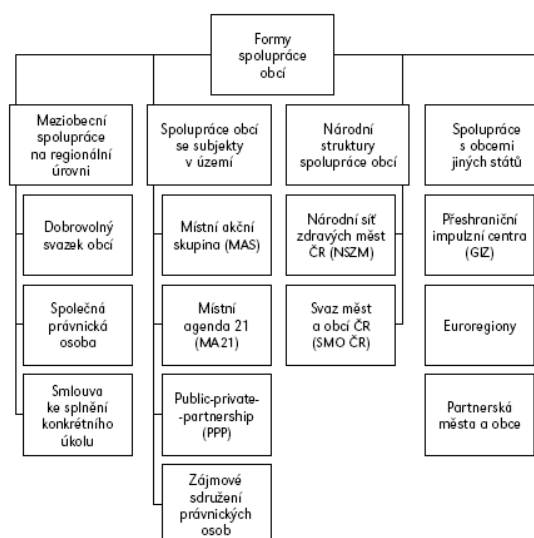 Formy
spolupráce
obcí
Meziobecní
spolupráce
na regionální
úrovni
Dobrovolný
svazek obcí
Společná
právnická
osoba
Smlouva
ke splnění
konkrétního
úkolu
Spolupráce obcí
se subjekty
v území
Místní akční
skupina (MAS)
Místní
agenda 21
(MA21)
Public-private-
-partnership
(PPP)
Zájmové
sdružení
právnických
osob
Národní
struktury
spolupráce obcí
Národní síť
zdravých měst
ČR (NSZM)
Svaz měst
a obcí ČR
(SMO ČR)
Spolupráce
s obcemi
jiných států
Přeshraniční
impulzní centra
(GIZ)
Euroregiony
Partnerská
města a obce